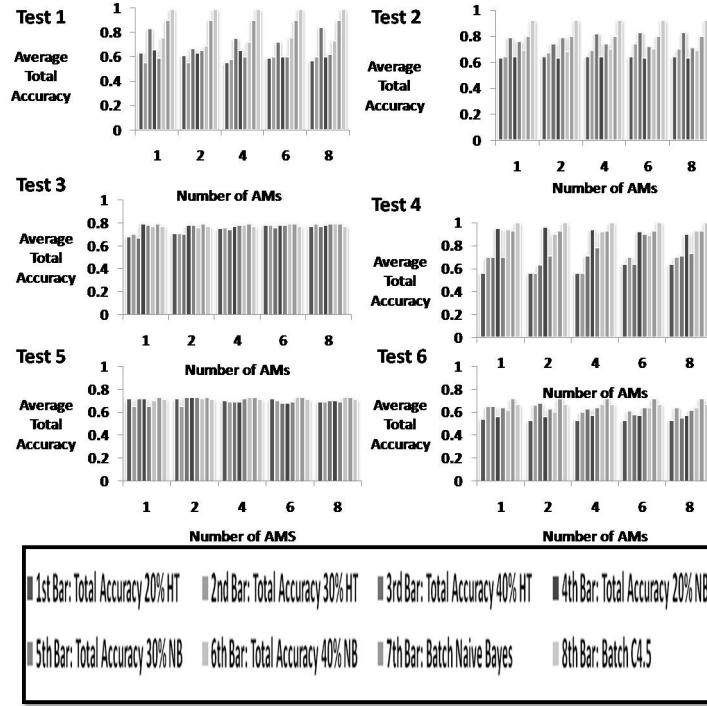 Test 1
Average
Total
Accuracy
1
0.8
0.6
0.4
0.2
0
1 2 4 6 8
Number of AMs
Test 2
Average
Total
Accuracy
1
0.8
0.6
0.4
0.2
0
1 2 4 6 8
Number of AMs
Test 3
Average
Total
Accuracy
1
0.8
0.6
0.4
0.2
0
1 2 4 6 8
Number of AMs
Test 4
Average
Total
Accuracy
1
0.8
0.6
0.4
0.2
0
1 2 4 6 8
Number of AMs
Test 5
Average
Total
Accuracy
1
0.8
0.6
0.4
0.2
0
1 2 4 6 8
Number of AMS
Test 6
Average
Total
Accuracy
1
0.8
0.6
0.4
0.2
0
1 2 4 6 8
Number of AMs
1st Bar: Total Accuracy 20% HT
2nd Bar: Total Accuracy 30% HT
3rd Bar: Total Accuracy 40% HT
4th Bar: Total Accuracy 20% NB
5th Bar: Total Accuracy 30% NB
6th Bar: Total Accuracy 40% NB
7th Bar: Batch Naive Bayes
8th Bar: Batch C4.5